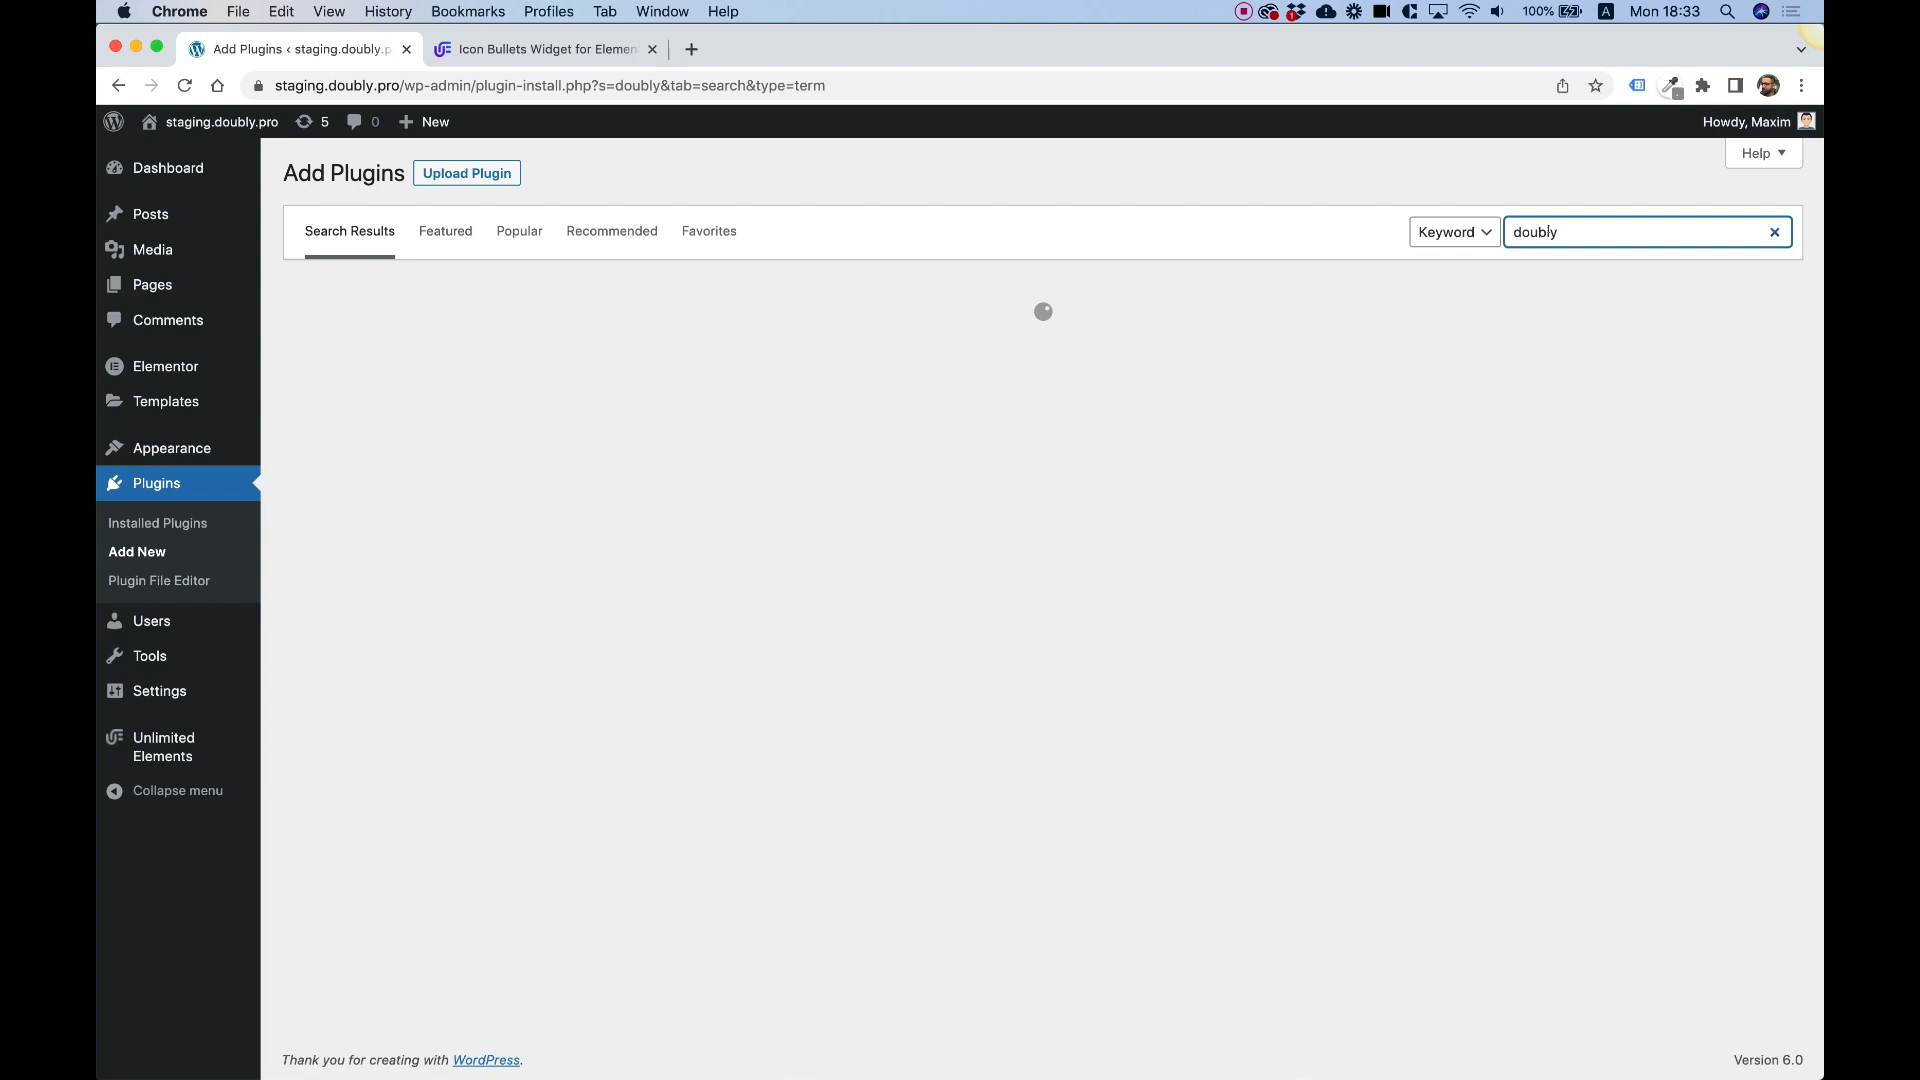 Chrome File Edit View History Bookmarks Profiles Tab Window Help 1 100% A Mon 18:33
Add Plugins ‹ staging.doubly.p Icon Bullets Widget for Elemen
staging.doubly.pro/wp-admin/plugin-install.php?s=doubly&tab=search&type=term
staging.doubly.pro 5 0 New Howdy, Maxim
Help
Dashboard
Posts
Media
Pages
Comments
Elementor
Templates
Appearance
Plugins
Installed Plugins
Add New
Plugin File Editor
Users
Tools
Settings
Unlimited
Elements
Collapse menu
Add Plugins Upload Plugin
Search Results Featured Popular Recommended Favorites Keyword doubly
Thank you for creating with WordPress. Version 6.0